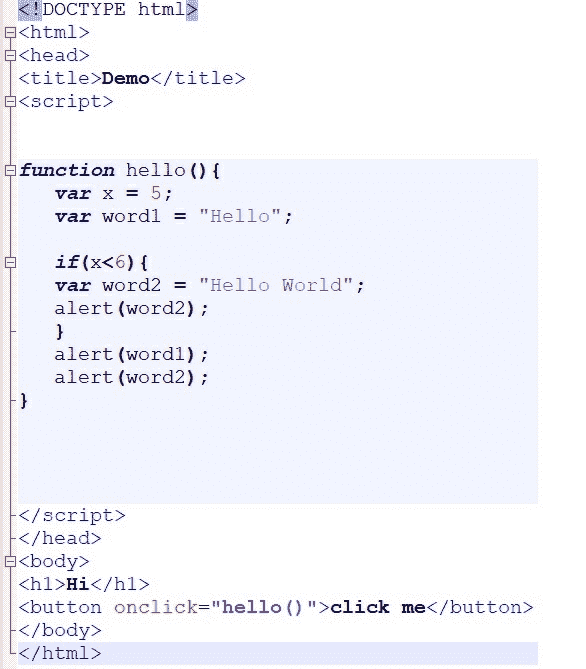 <!DOCTYPE html>
<html>
<head>
<title>Demo</title>
<script>
function hello(){
var x = 5;
var word1 = "Hello";
if(x<6){
var word2 = "Hello World";
alert(word2);
}
alert(word1);
alert(word2);
}
</script>
</head>
<body>
<h1>Hi</h1>
<button onclick="hello()">click me</button>
</body>
</html>